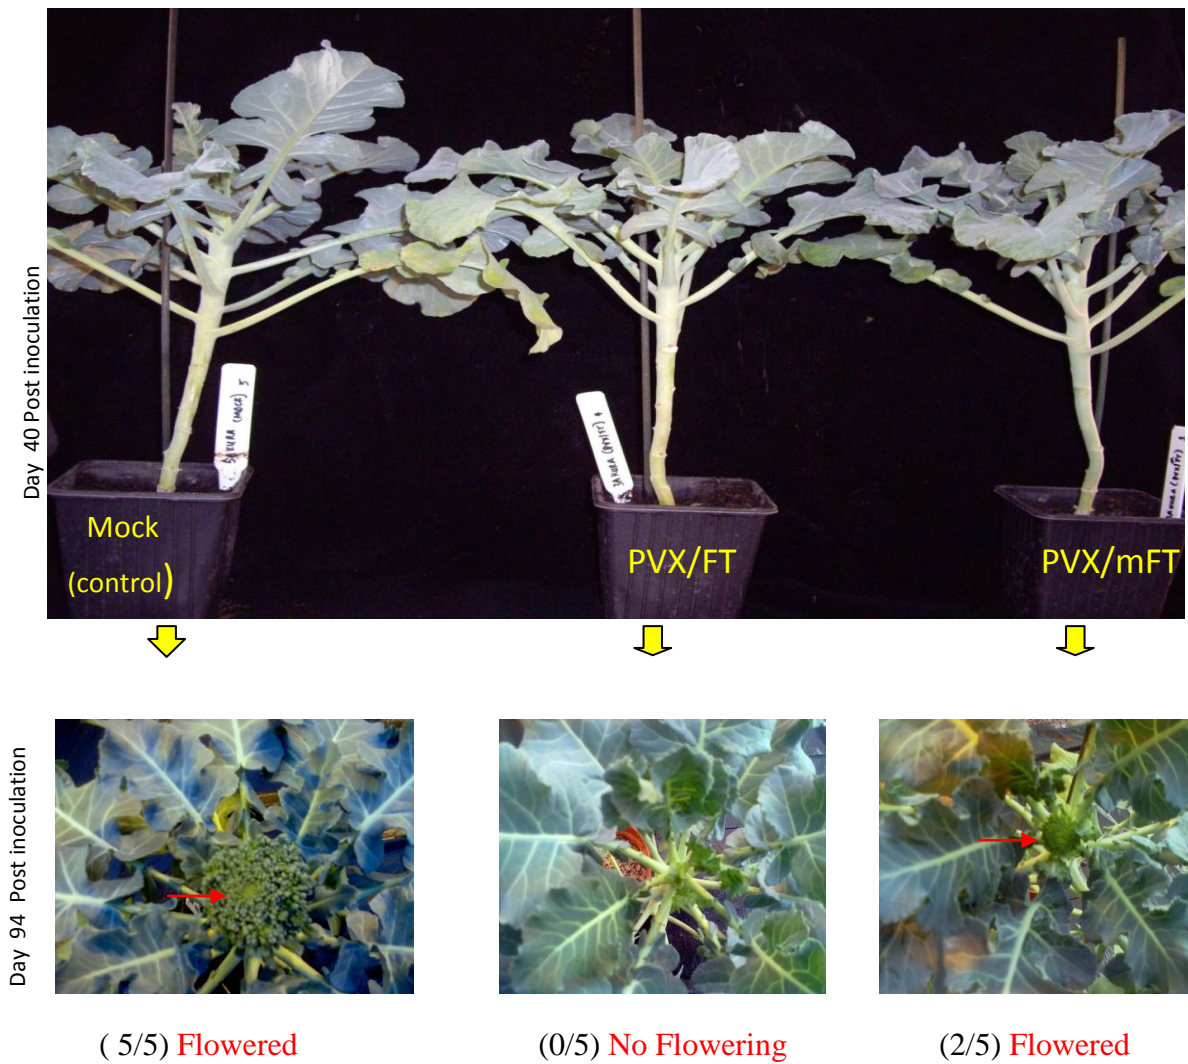 Day 40 Post inoculation
Mock
(control)
PVX/FT
PVX/mFT
Day 94 Post inoculation
( 5/5) Flowered
(0/5) No Flowering
(2/5) Flowered